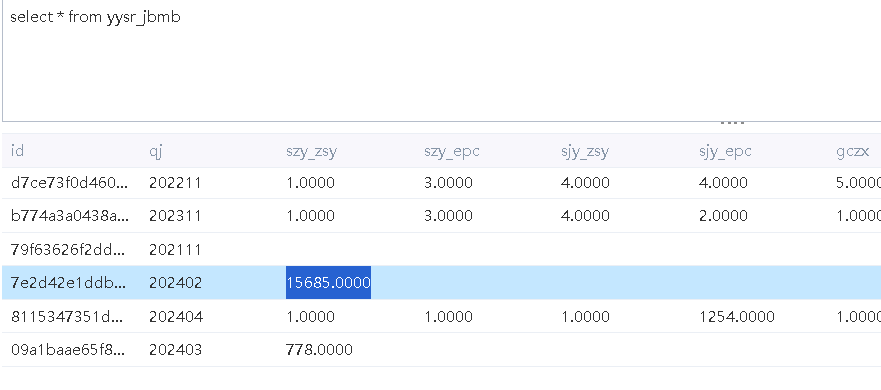 select * from yysr_jbmb
id qj szy_zsy szy_epc sjy_zsy sjy_epc gczx
d7ce73f0d460... 202211 1.0000 3.0000 4.0000 4.0000 5.0000
b774a3a0438a... 202311 1.0000 3.0000 4.0000 2.0000 1.0000
79f63626f2dd... 202111
7e2d42e1ddb... 202402 15685.0000
8115347351d... 202404 1.0000 1.0000 1.0000 1254.0000 1.0000
09a1baae65f8... 202403 778.0000